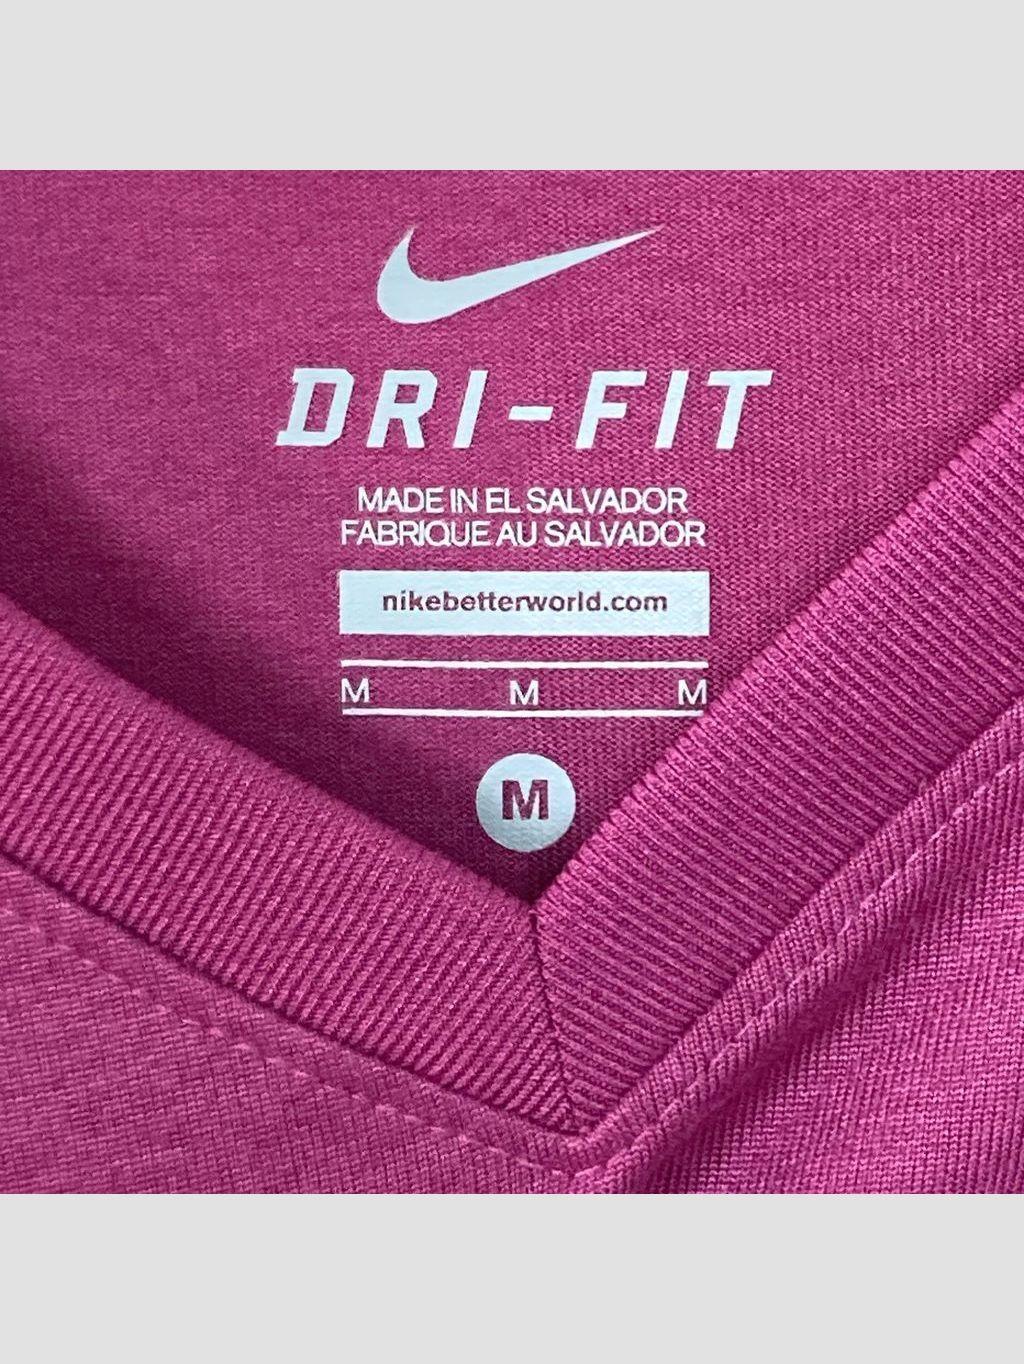 DRI-FIT
MADE IN EL SALVADOR
FABRIQUE AU SALVADOR
nikebetterworld.com
M M M
M